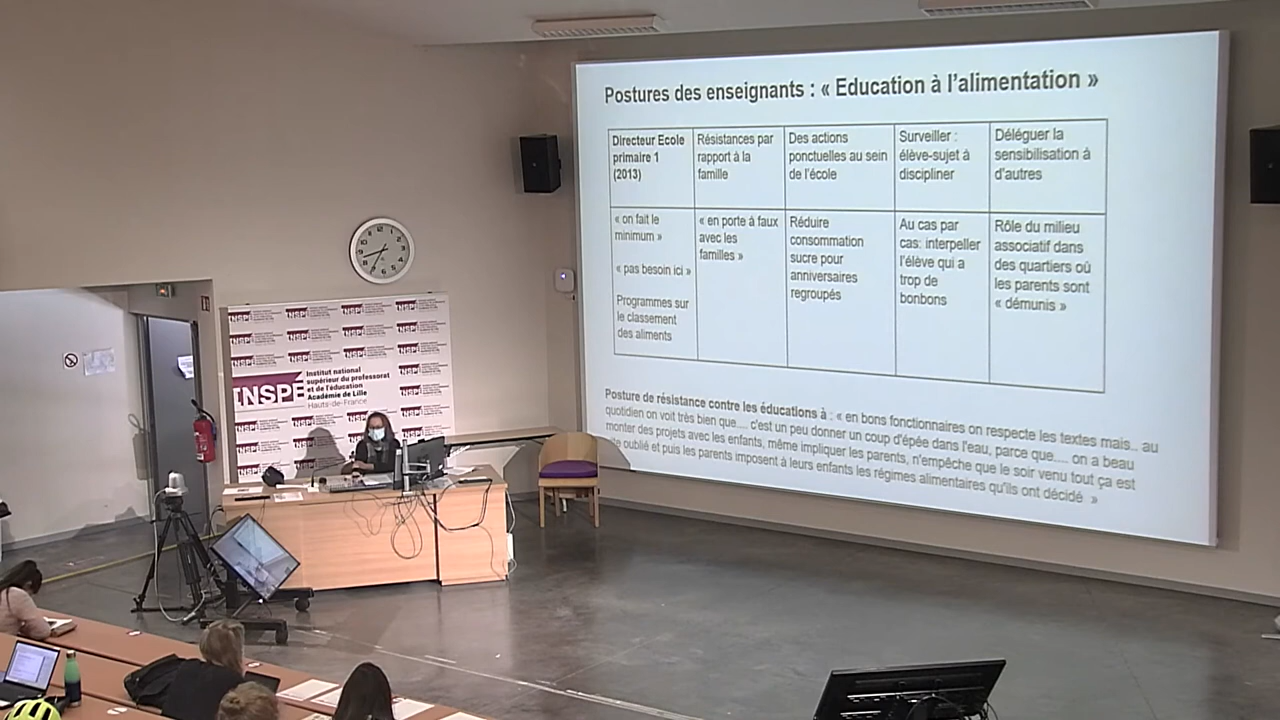 Postures des enseignants : « Education à l'alimentation »
Directeur Ecole
primaire 1
(2013)
Résistances par
rapport à la
famille
Des actions
ponctuelles au sein
de l'école
Surveiller :
élève-sujet à
discipliner
Déléguer la
sensibilisation à
d'autres
« on fait le
minimum »
« pas besoin ici »
Programmes sur
le classement
des aliments
« en porte à faux
avec les
familles »
Réduire
consommation
sucre pour
anniversaires
regroupés
Au cas par
cas: interpeller
l'élève qui a
trop de
bonbons
Rôle du milieu
associatif dans
des quartiers où
les parents sont
« démunis »
Posture de résistance contre les éducations à : « en bons fonctionnaires on respecte les textes mais.. au
quotidien on voit très bien que.... c'est un peu donner un coup d'épée dans l'eau, parce que.... on a beau
monter des projets avec les enfants, même impliquer les parents, n'empêche que le soir venu tout ça est
vite oublié et puis les parents imposent à leurs enfants les régimes alimentaires qu'ils ont décidé »
INSPÉ
Institut national
supérieur du professorat
et de l'éducation
Académie de Lille
Hauts-de-France